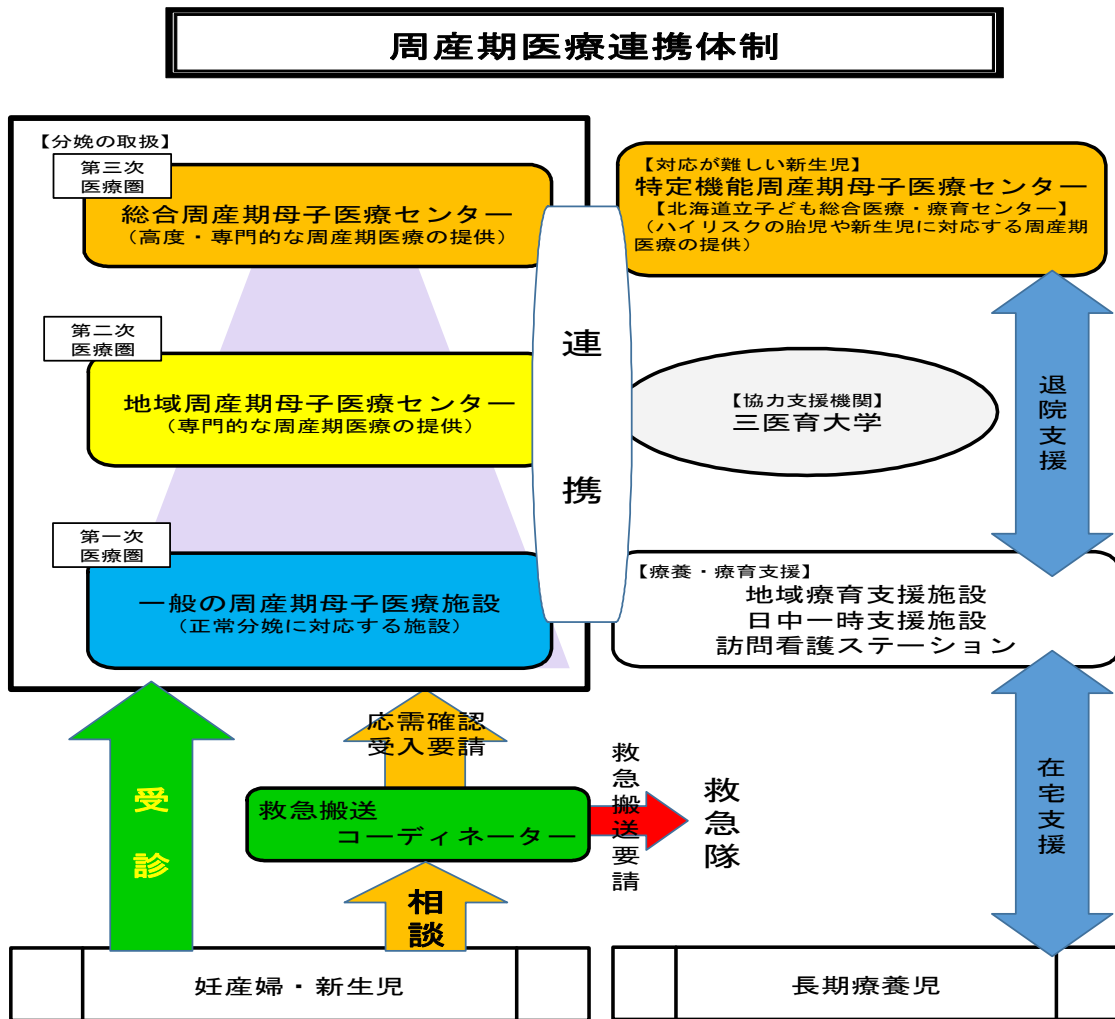 周産期医療連携体制
【分娩の取扱】
第三次
医療圏
総合周産期母子医療センター
（高度・専門的な周産期医療の提供）
第二次
医療圏
地域周産期母子医療センター
（専門的な周産期医療の提供）
第一次
医療圏
一般の周産期母子医療施設
（正常分娩に対応する施設）
連携
【対応が難しい新生児】
特定機能周産期母子医療センター
【北海道立子ども総合医療・療育センター】
（ハイリスクの胎児や新生児に対応する周産期
医療の提供）
【協力支援機関】
三医育大学
退院支援
【療養・療育支援】
地域療育支援施設
日中一時支援施設
訪問看護ステーション
受診
応需確認
受入要請
救急搬送
コーディネーター
救急搬送要請
救急隊
相談
在宅支援
妊産婦・新生児
長期療養児